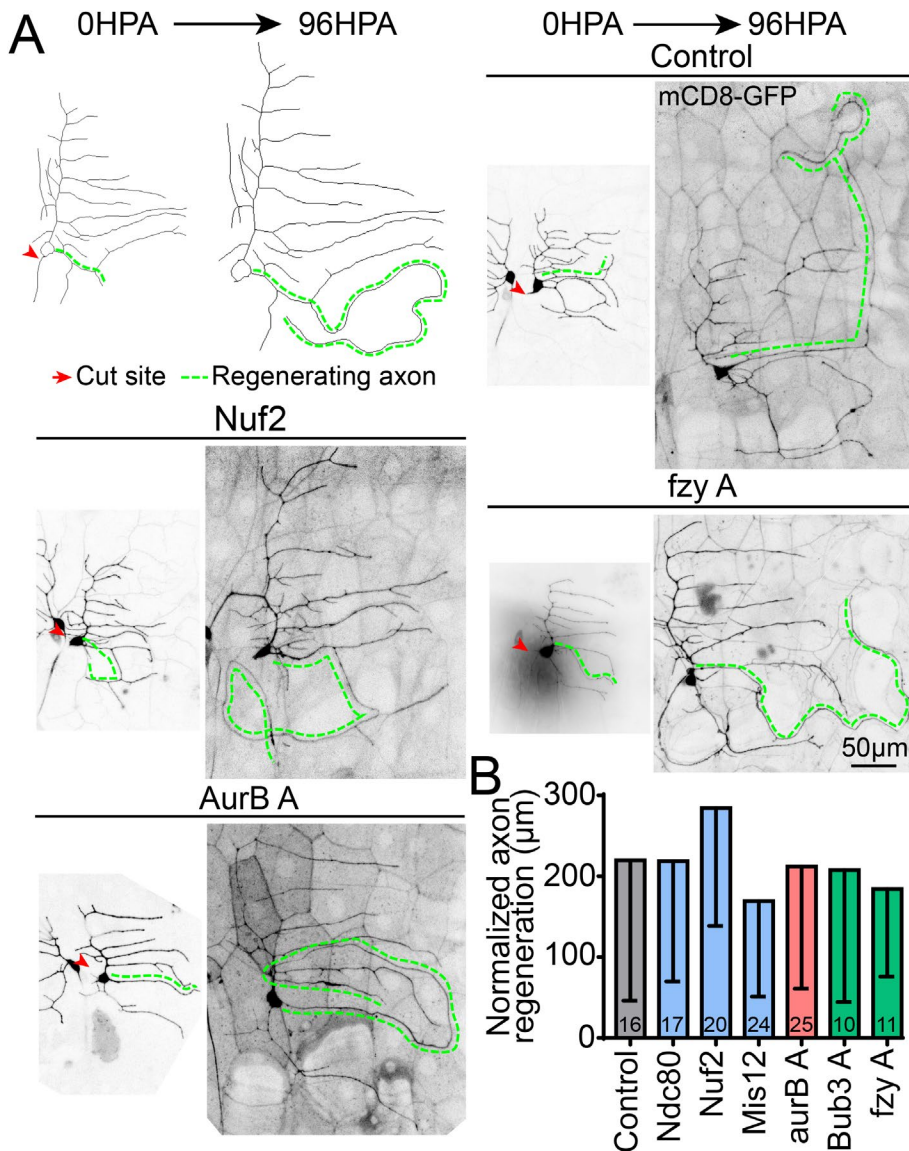 A
0HPA 96HPA
0HPA 96HPA
Control
mCD8-GFP
Cut site Regenerating axon
Nuf2
fzy A
50µm
AurB A
B
Normalized axon
regeneration (µm)
300
200
100
0
16 17 20 24 25 10 11
Control
Ndc80
Nuf2
Mis12
aurB A
Bub3 A
fzy A